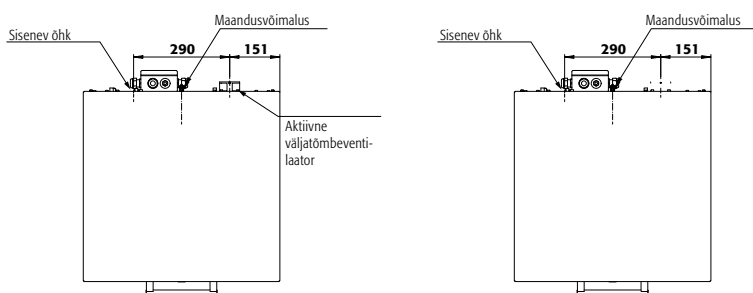 Maandusvõimalus
Sisenev õhk
290
151
Aktiivne
väljatõmbeventi-
laator
Maandusvõimalus
Sisenev õhk
290
151